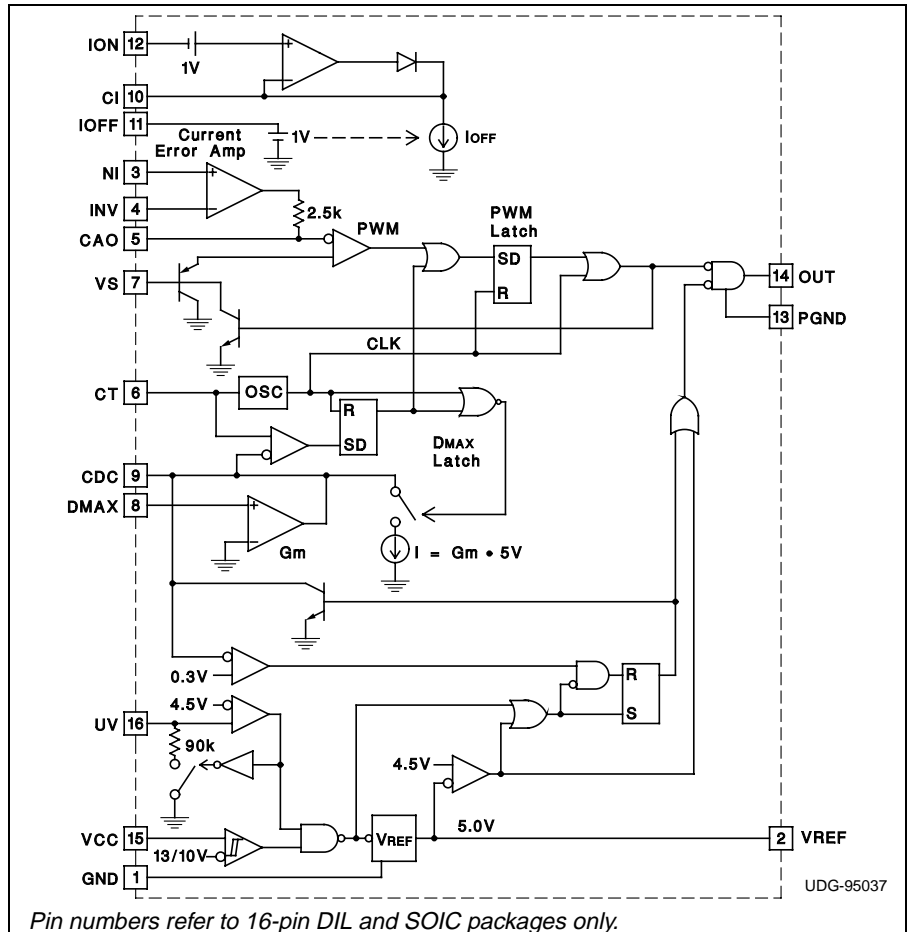 ION 12
1V
CI 10
IOFF 11
1V
IOFF
Current
Error Amp
NI 3
INV 4
2.5k
PWM
PWM
Latch
CAO 5
SD
R
VS 7
14 OUT
13 PGND
CLK
CT 6
OSC
R
SD
DMAX
Latch
CDC 9
DMAX 8
Gm
I = Gm • 5V
0.3V
R
S
4.5V
UV 16
90k
4.5V
VCC 15
13/10V
VREF
5.0V
2 VREF
GND 1
UDG-95037
Pin numbers refer to 16-pin DIL and SOIC packages only.